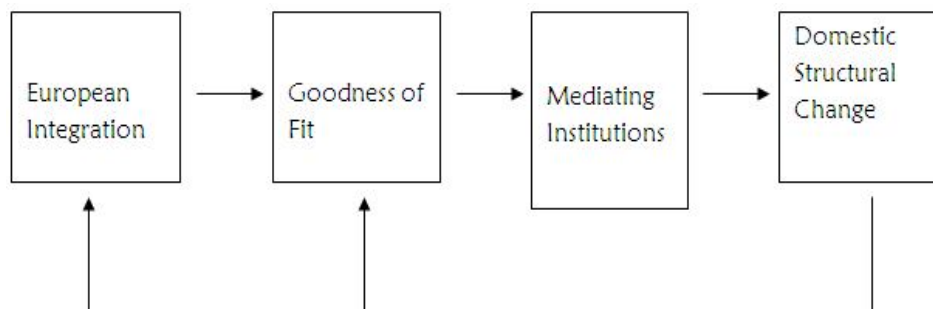 European
Integration
Goodness of
Fit
Mediating
Institutions
Domestic
Structural
Change